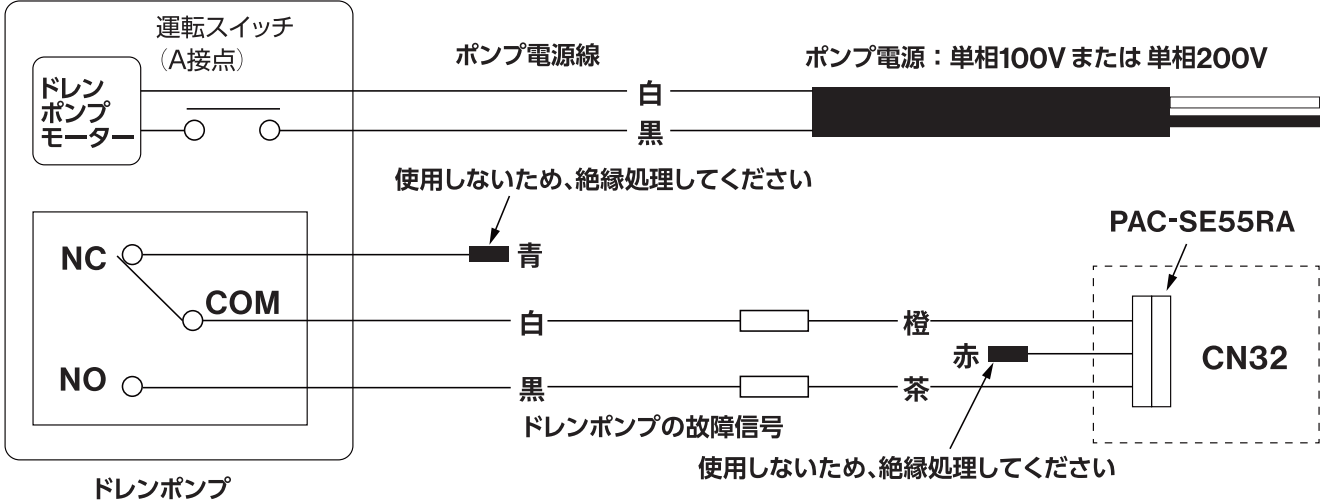 運転スイッチ
（A接点）
ドレン
ポンプ
モーター
ポンプ電源線
ポンプ電源：単相100V または 単相200V
白
黒
使用しないため、絶縁処理してください
PAC-SE55RA
NC
青
COM
白
橙
赤
CN32
NO
黒
茶
ドレンポンプの故障信号
使用しないため、絶縁処理してください
ドレンポンプ